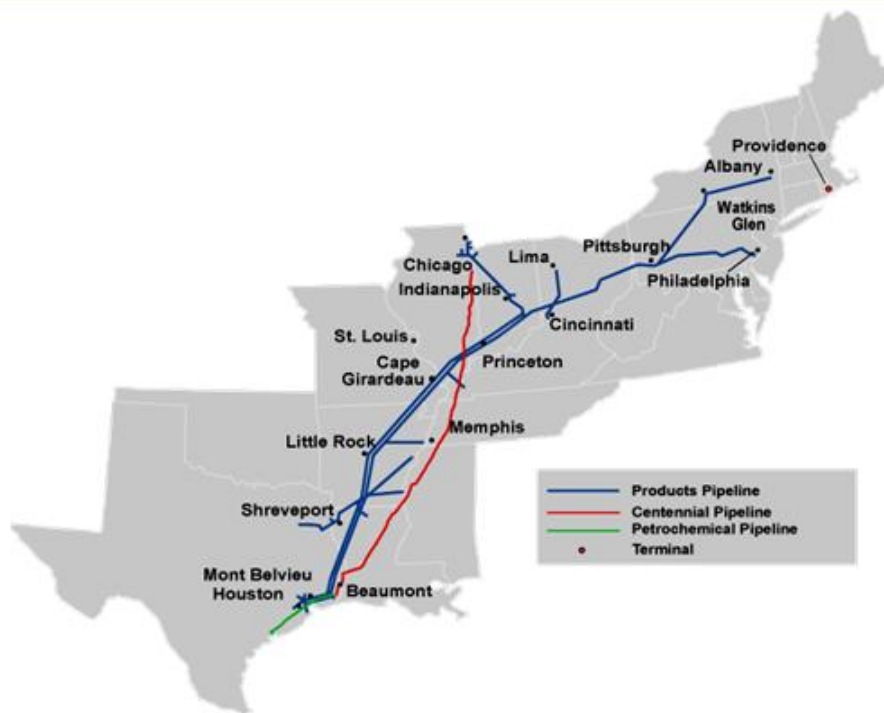 Providence
Albany
Watkins
Glen
Pittsburgh
Philadelphia
Lima
Chicago
Indianapolis
Cincinnati
St. Louis
Princeton
Cape
Girardeau
Memphis
Little Rock
Shreveport
Mont Belvieu
Houston
Beaumont
Products Pipeline
Centennial Pipeline
Petrochemical Pipeline
Terminal